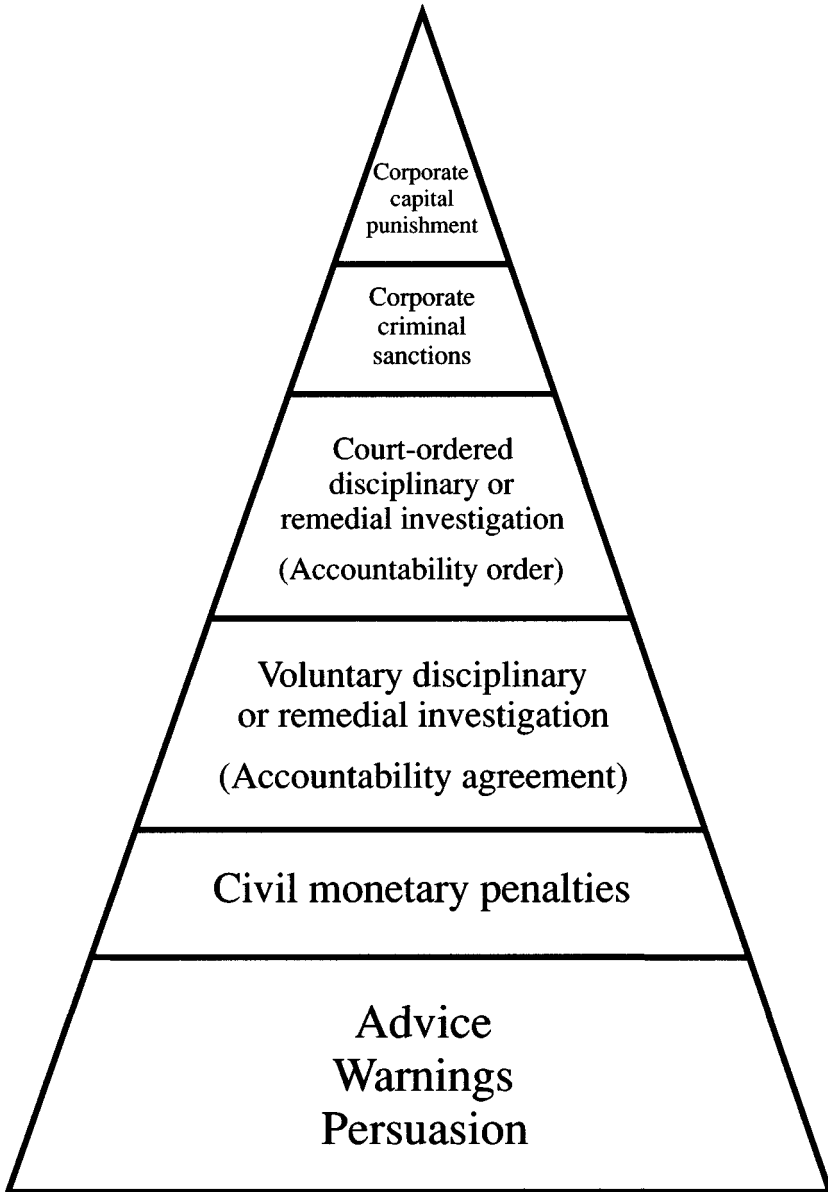 Corporate
capital
punishment
Corporate
criminal
sanctions
Court-ordered
disciplinary or
remedial investigation
(Accountability order)
Voluntary disciplinary
or remedial investigation
(Accountability agreement)
Civil monetary penalties
Advice
Warnings
Persuasion